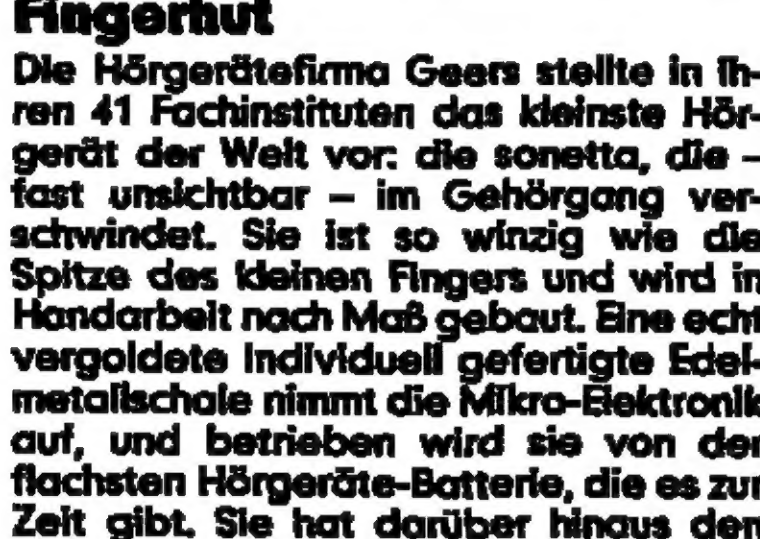 Fingerhut
Die Hörgerätefirma Geers stellte in ih-
ren 41 Fachinstituten das kleinste Hör-
gerät der Welt vor: die sonetta, die –
fast unsichtbar – im Gehörgang ver-
schwindet. Sie ist so winzig wie die
Spitze des kleinen Fingers und wird in
Handarbeit nach Maß gebaut. Eine echt
vergoldete individuell gefertigte Edel-
metallschale nimmt die Mikro-Elektronik
auf, und betrieben wird sie von der
flachsten Hörgeräte-Batterie, die es zur
Zeit gibt. Sie hat darüber hinaus den